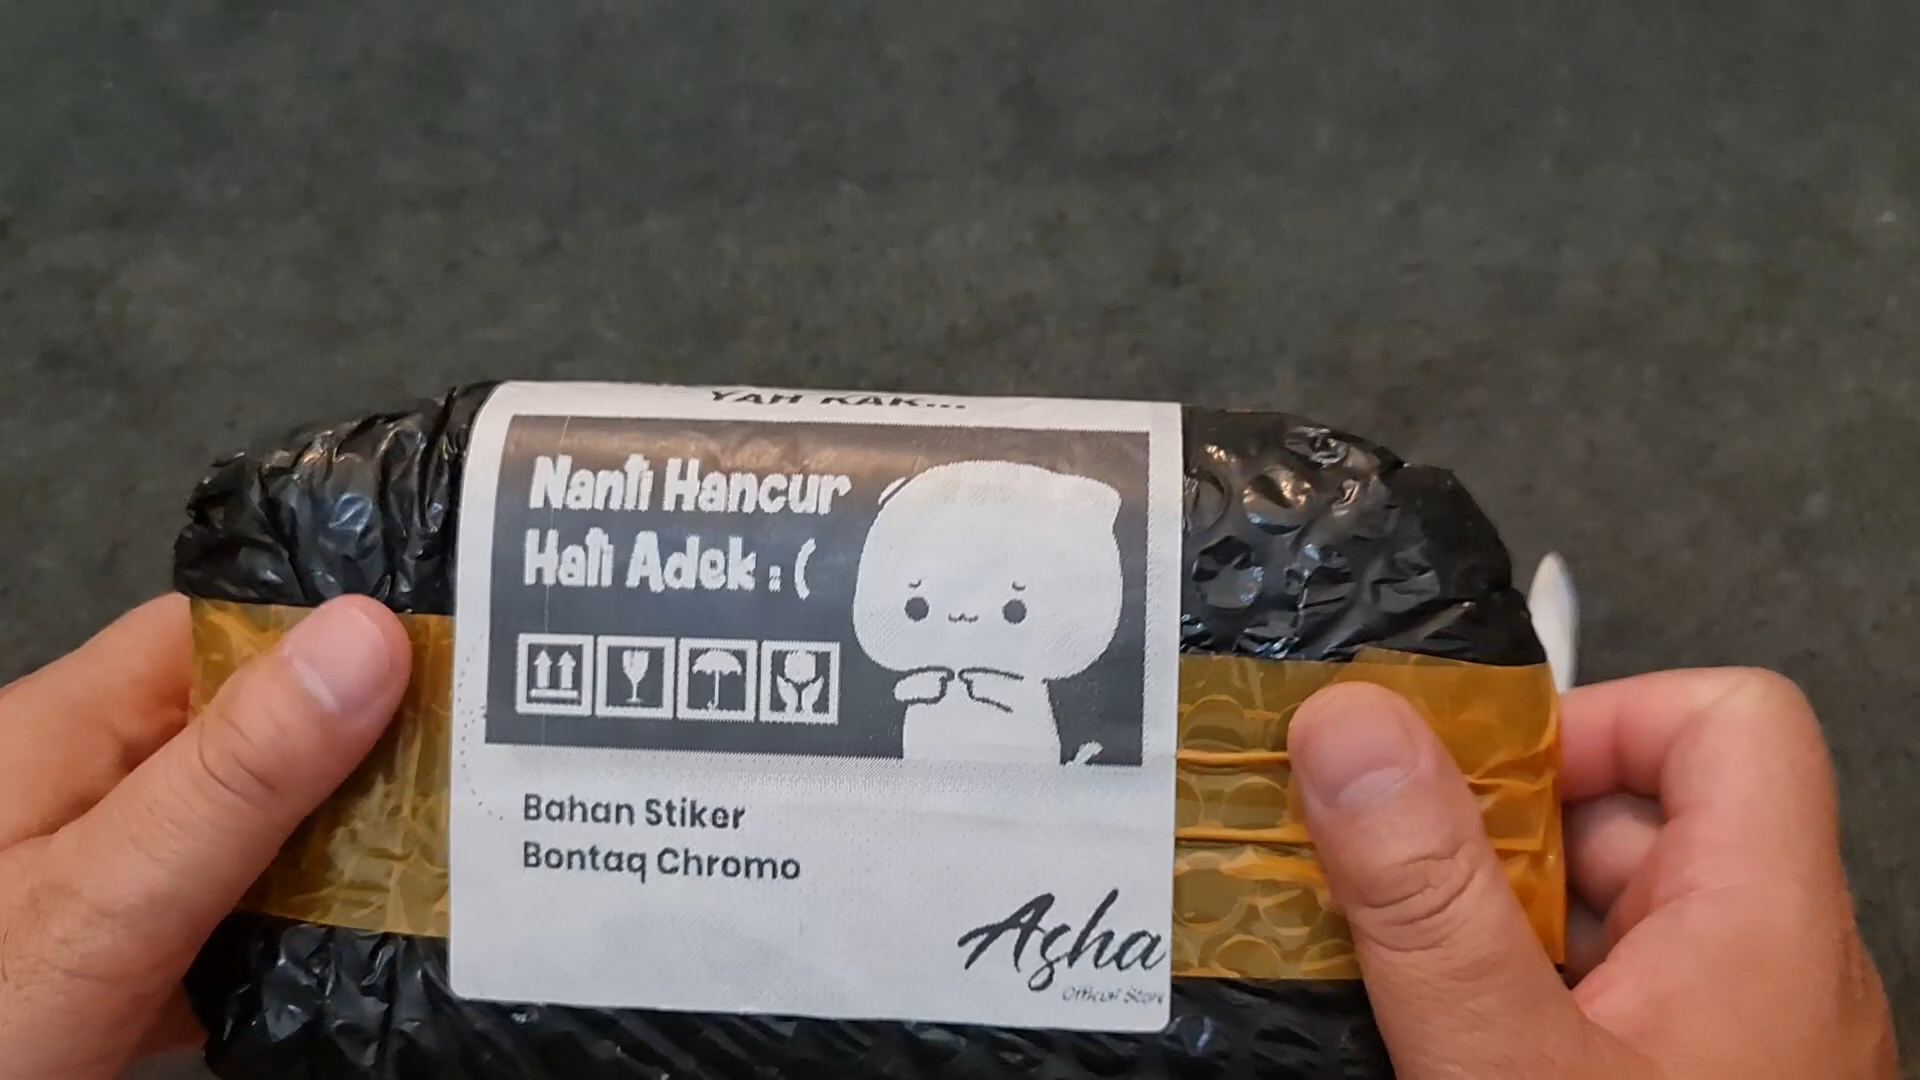 YAH KAK...
Nanti Hancur
Hati Adek : (
Bahan Stiker
Bontaq Chromo
Asha
Official Store